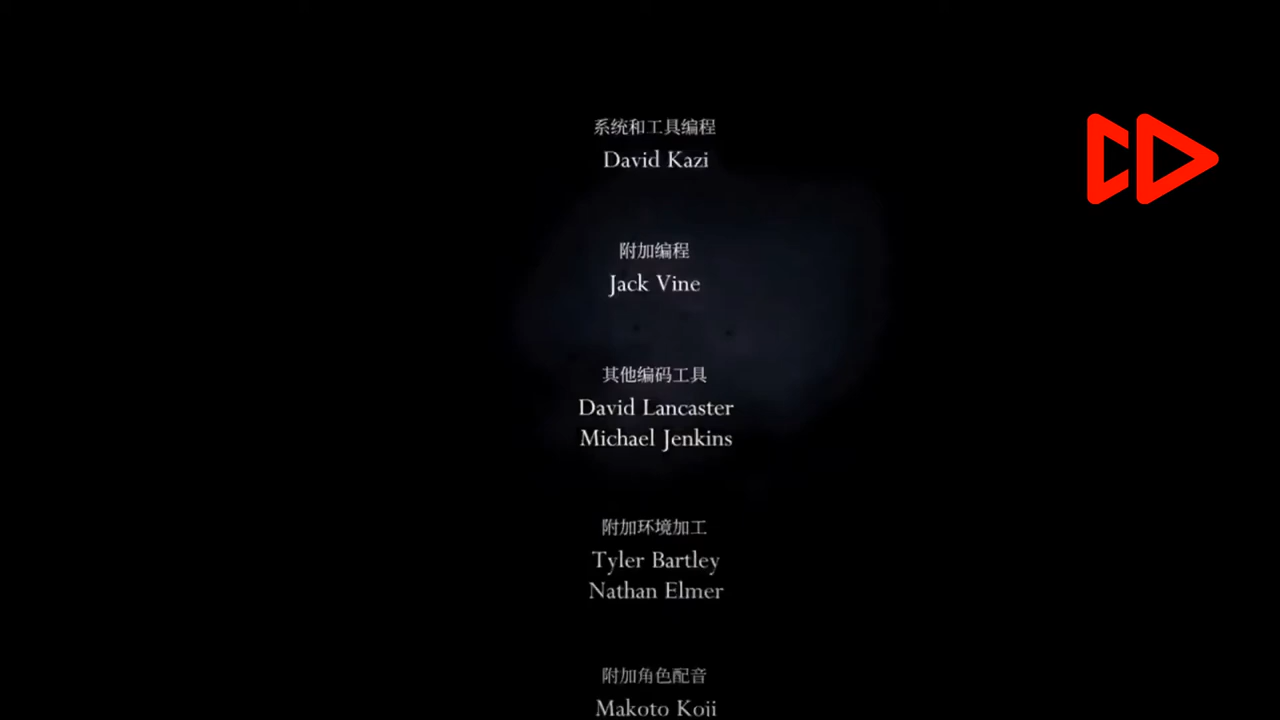 系统和工具编程
David Kazi
附加编程
Jack Vine
其他编码工具
David Lancaster
Michael Jenkins
附加环境加工
Tyler Bartley
Nathan Elmer
附加角色配音
Makoto Koji